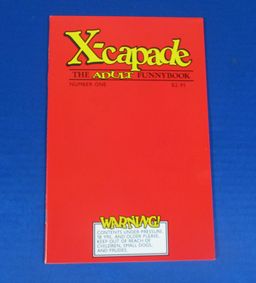 X-capade
THE ADULT FUNNYBOOK
NUMBER ONE $2.95
WARNING!
CONTENTS UNDER PRESSURE.
18 YRS. AND OLDER PLEASE.
KEEP OUT OF REACH OF
CHILDREN, SMALL DOGS,
AND PRUDES.